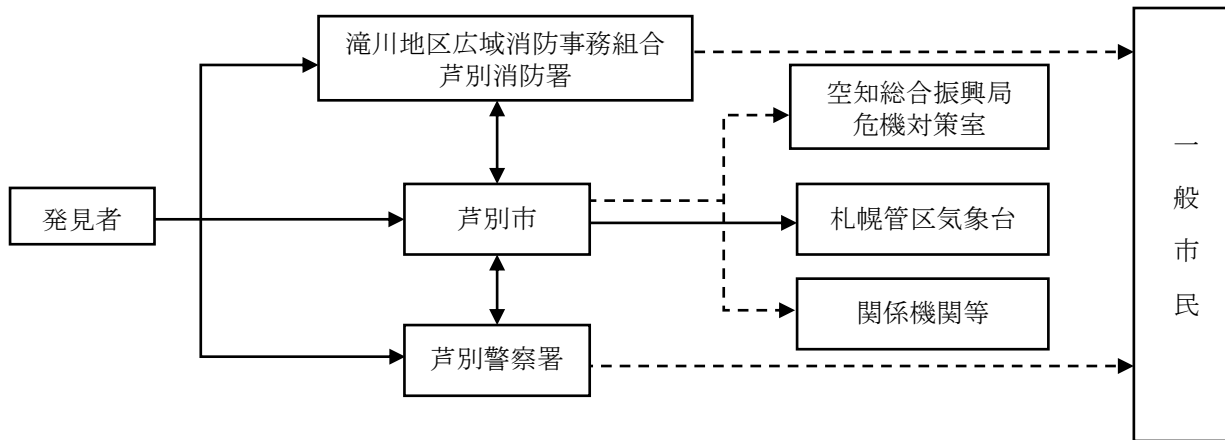 滝川地区広域消防事務組合
芦別消防署
空知総合振興局
危機対策室
発見者
芦別市
札幌管区気象台
関係機関等
芦別警察署
一般市民